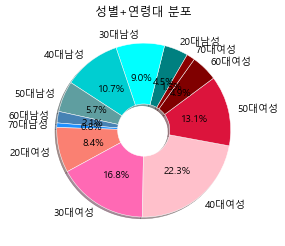 성별+연령대 분포
30대남성
20대남성
70대여성
60대여성
40대남성
9.0%
4.5%
10.7%
50대남성
5.7%
13.1%
50대여성
60대남성
2.1%
70대남성
0.8%
20대여성
8.4%
16.8%
22.3%
30대여성
40대여성